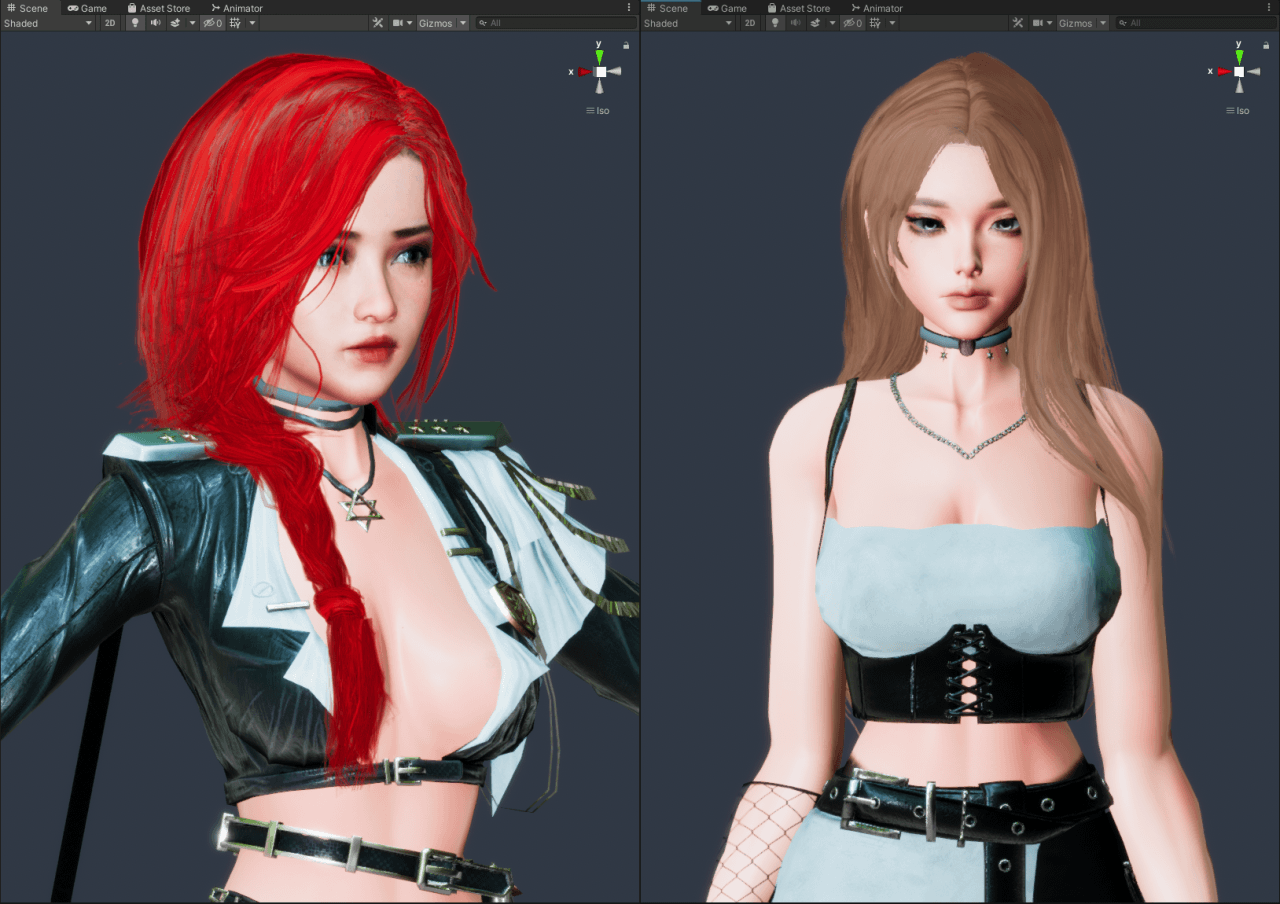 Scene Game Asset Store Animator
Shaded 2D 0 Gizmos All
y
x
Iso
Scene Game Asset Store Animator
Shaded 2D 0 Gizmos All
y
x
Iso